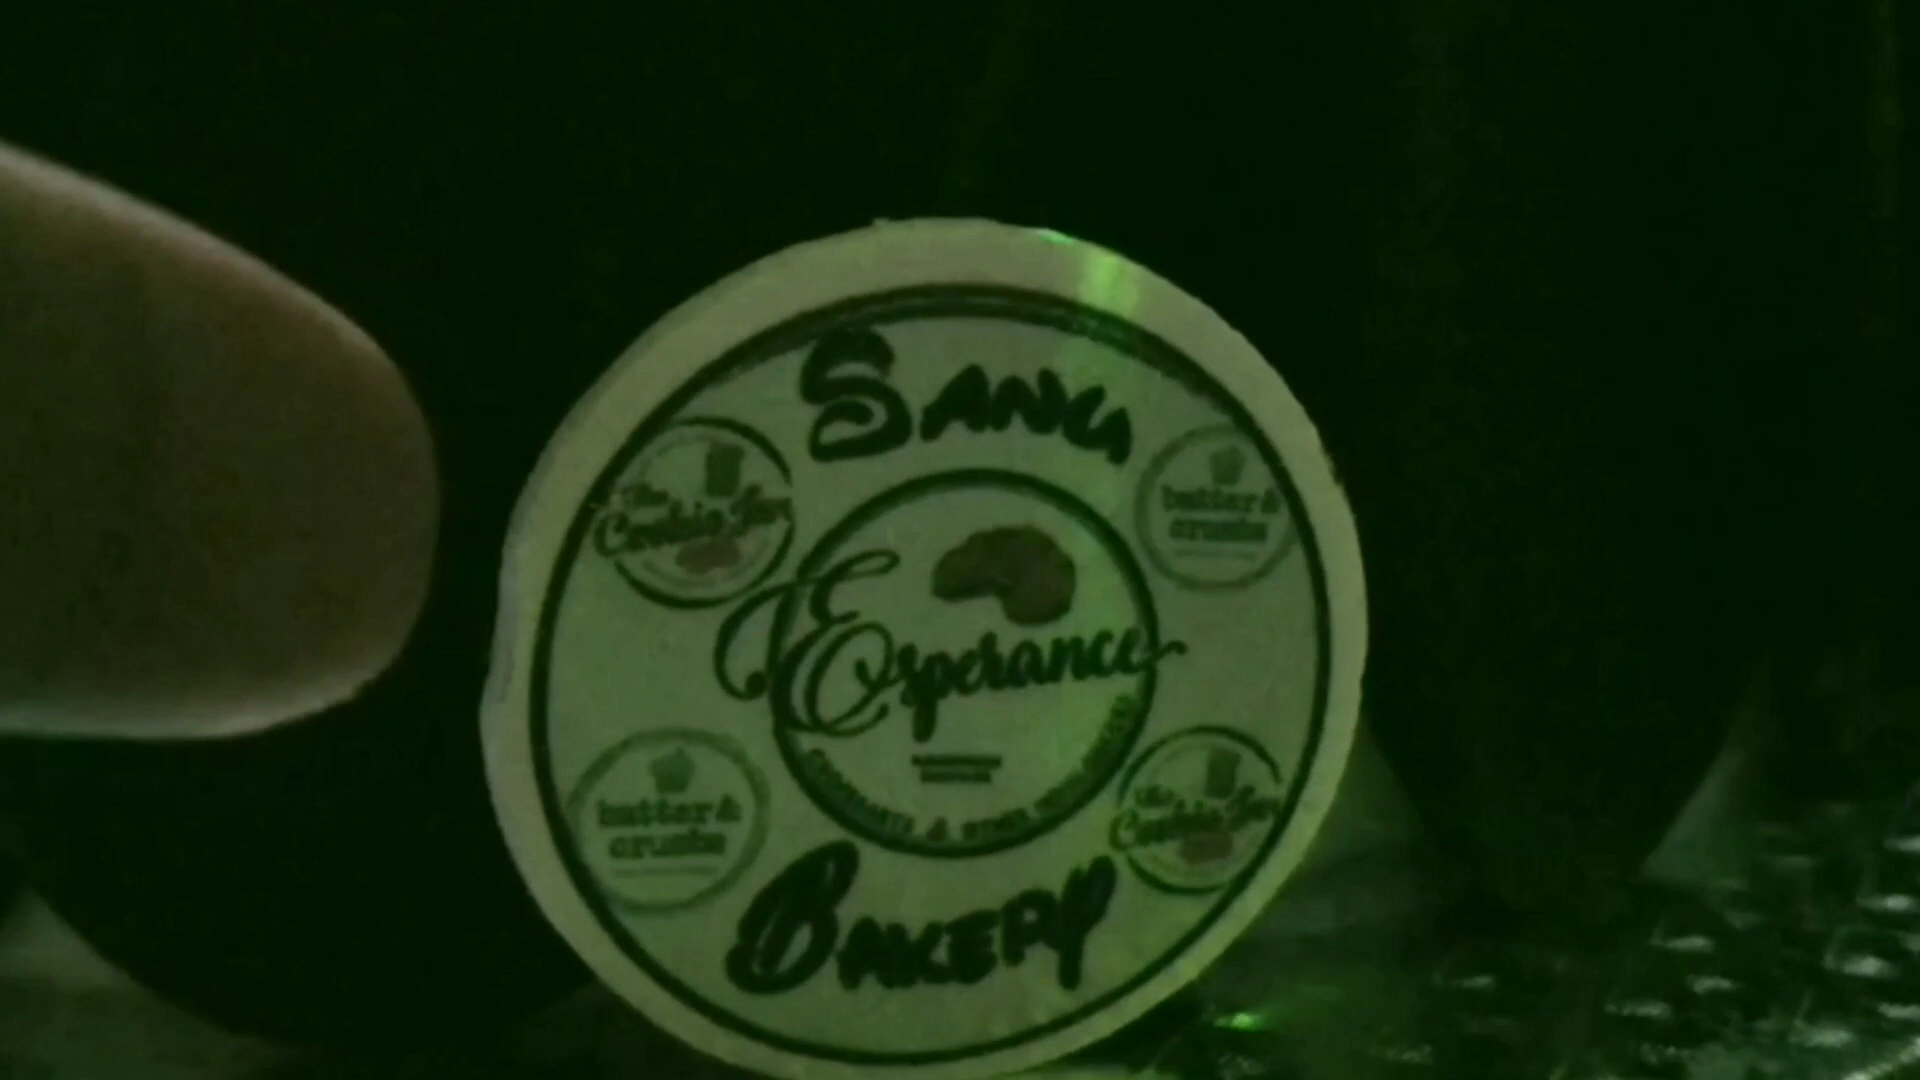 SANU
The
Cookie Jar
butter &
crumbs
Esperance
butter &
crumbs
The
Cookie Jar
BAKERY